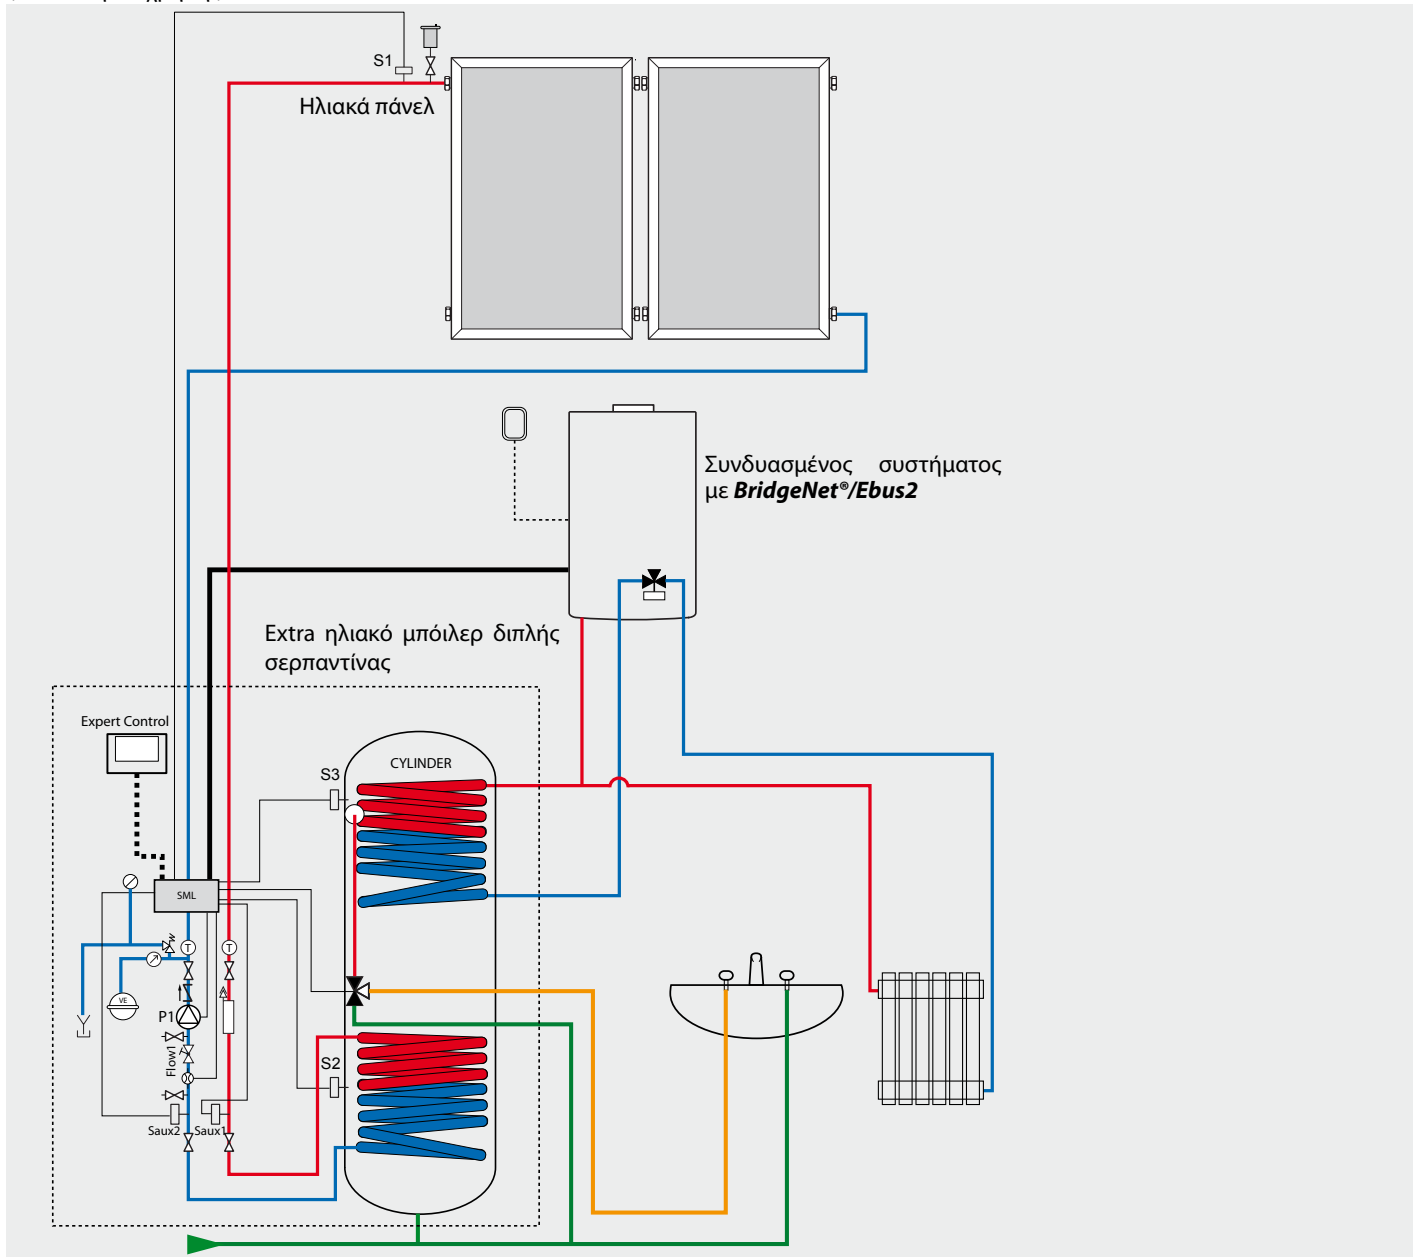 S1
Ηλιακά πάνελ
Συνδυασμένος συστήματος
με BridgeNet®/Ebus2
Extra ηλιακό μπόιλερ διπλής
σερπαντίνας
Expert Control
CYLINDER
S3
SML
T
T
VE
P1
Flow1
S2
Saux2
Saux1